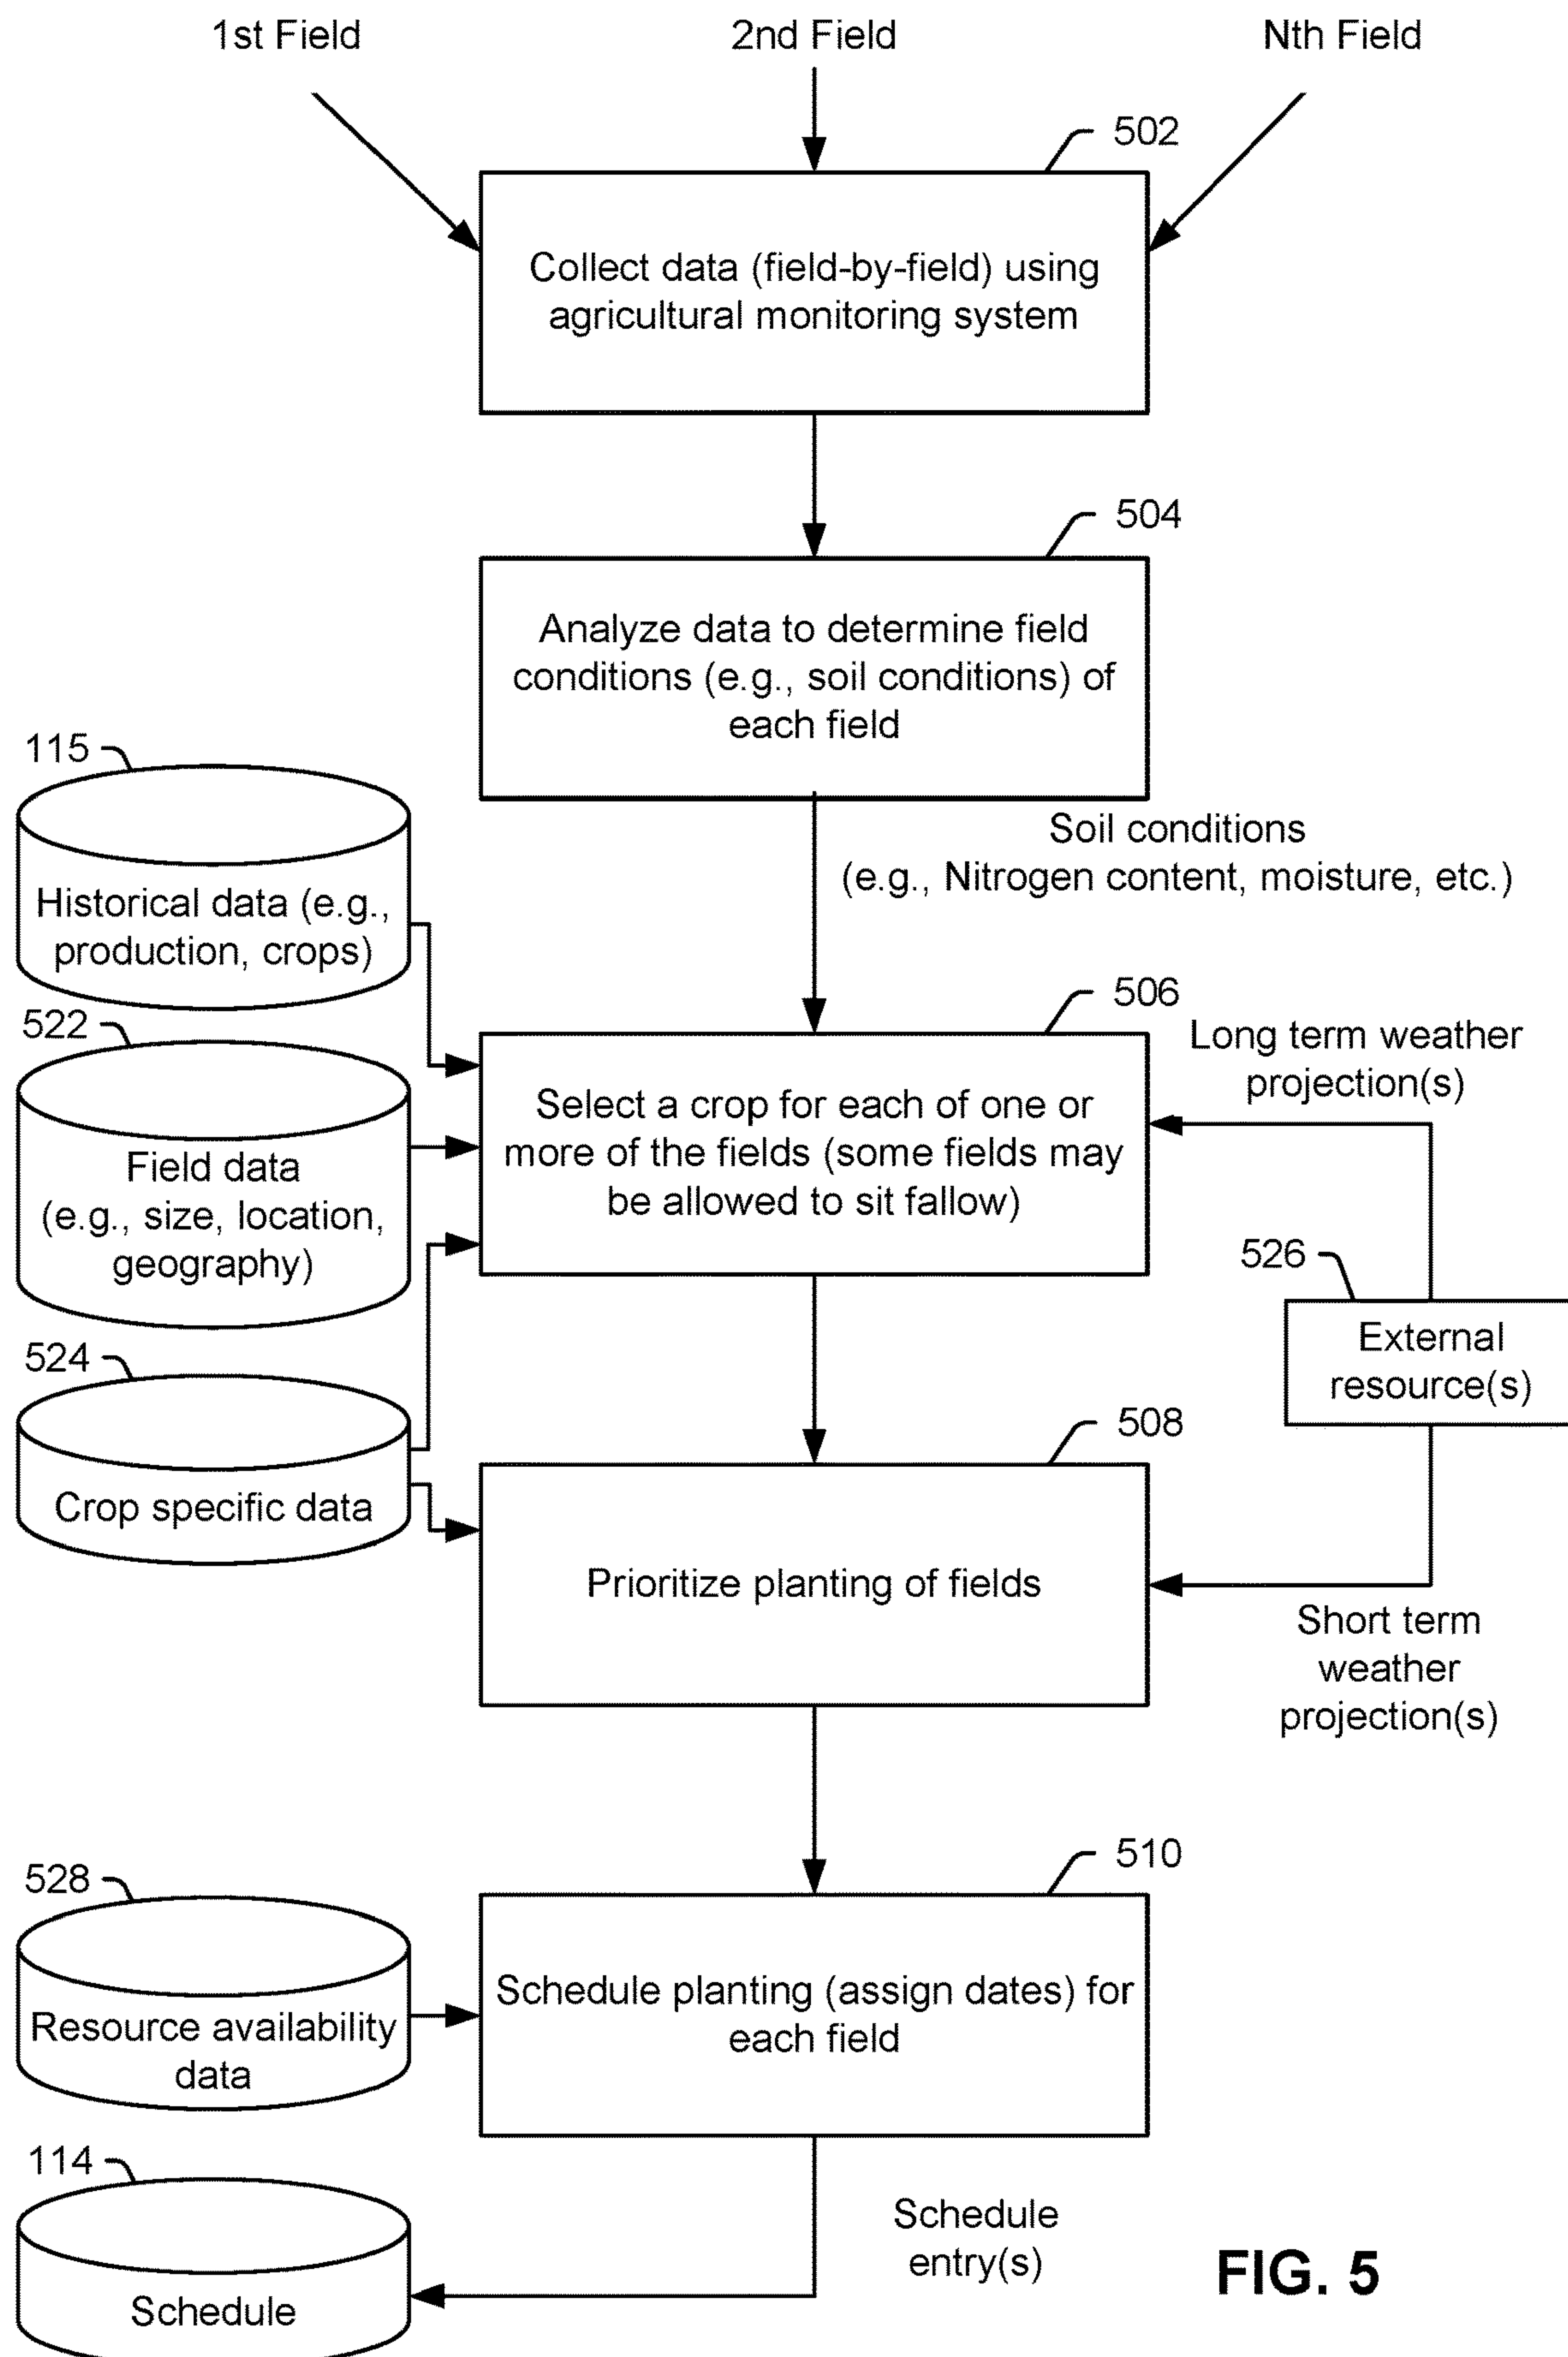 1st Field
2nd Field
Nth Field
502
Collect data (field-by-field) using
agricultural monitoring system
504
Analyze data to determine field
conditions (e.g., soil conditions) of
each field
115
Historical data (e.g.,
production, crops)
Soil conditions
(e.g., Nitrogen content, moisture, etc.)
522
Field data
(e.g., size, location,
geography)
506
Select a crop for each of one or
more of the fields (some fields may
be allowed to sit fallow)
Long term weather
projection(s)
526
External
resource(s)
524
Crop specific data
508
Prioritize planting of fields
Short term
weather
projection(s)
528
Resource availability
data
510
Schedule planting (assign dates) for
each field
114
Schedule
Schedule
entry(s)
FIG. 5